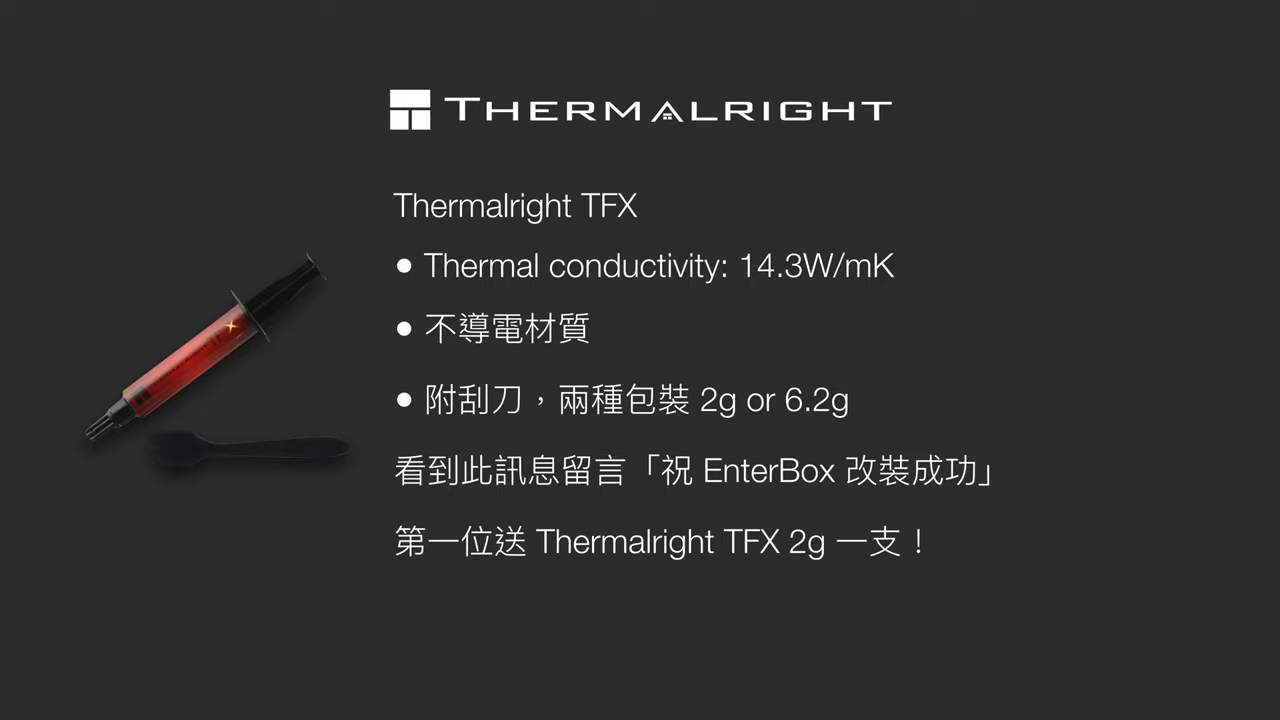 THERMALRIGHT
Thermalright TFX
● Thermal conductivity: 14.3W/mK
● 不導電材質
● 附刮刀，兩種包裝 2g or 6.2g
看到此訊息留言「祝 EnterBox 改裝成功」
第一位送 Thermalright TFX 2g 一支！